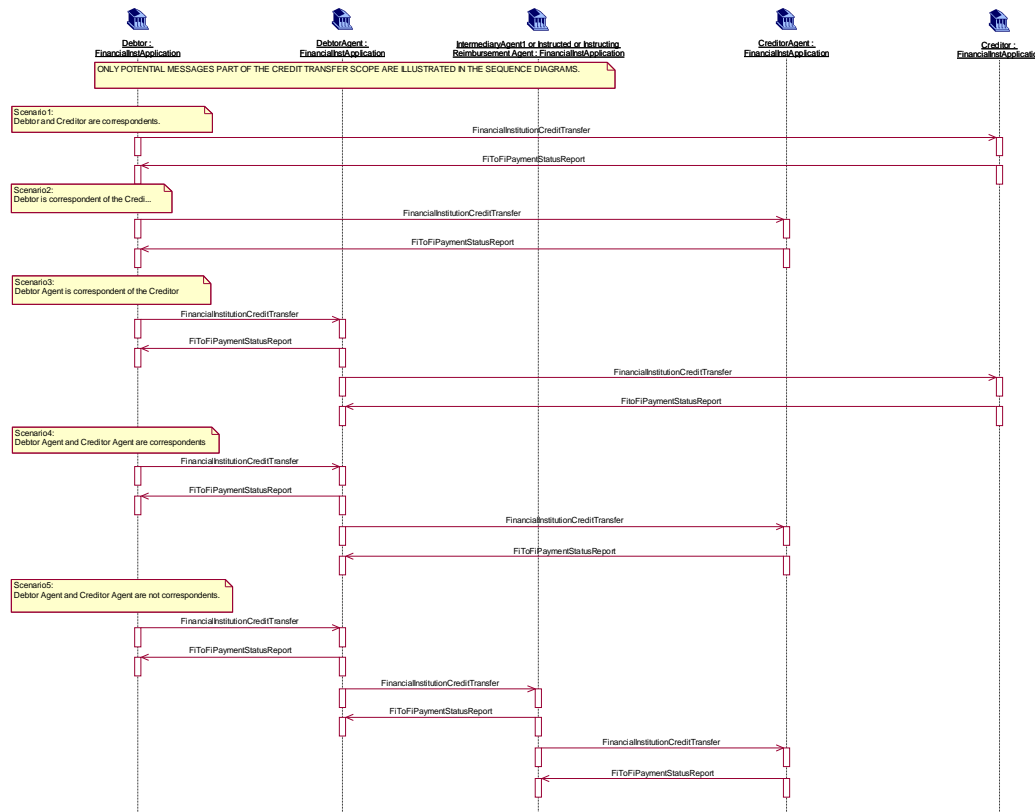 Debtor :
FinancialInstApplication
DebtorAgent :
FinancialInstApplication
IntermediaryAgent1 or Instructed or Instructing
Reimbursement Agent : FinancialInstApplication
CreditorAgent :
FinancialInstApplication
Creditor :
FinancialInstApplicatio
ONLY POTENTIAL MESSAGES PART OF THE CREDIT TRANSFER SCOPE ARE ILLUSTRATED IN THE SEQUENCE DIAGRAMS.
Scenario1:
Debtor and Creditor are correspondents.
FinancialInstitutionCreditTransfer
FiToFiPaymentStatusReport
Scenario2:
Debtor is correspondent of the Credi...
FinancialInstitutionCreditTransfer
FiToFiPaymentStatusReport
Scenario3:
Debtor Agent is correspondent of the Creditor
FinancialInstitutionCreditTransfer
FiToFiPaymentStatusReport
FinancialInstitutionCreditTransfer
FitoFiPaymentStatusReport
Scenario4:
Debtor Agent and Creditor Agent are correspondents
FinancialInstitutionCreditTransfer
FiToFiPaymentStatusReport
FinancialInstitutionCreditTransfer
FiToFiPaymentStatusReport
Scenario5:
Debtor Agent and Creditor Agent are not correspondents.
FinancialInstitutionCreditTransfer
FiToFiPaymentStatusReport
FinancialInstitutionCreditTransfer
FiToFiPaymentStatusReport
FinancialInstitutionCreditTransfer
FiToFiPaymentStatusReport